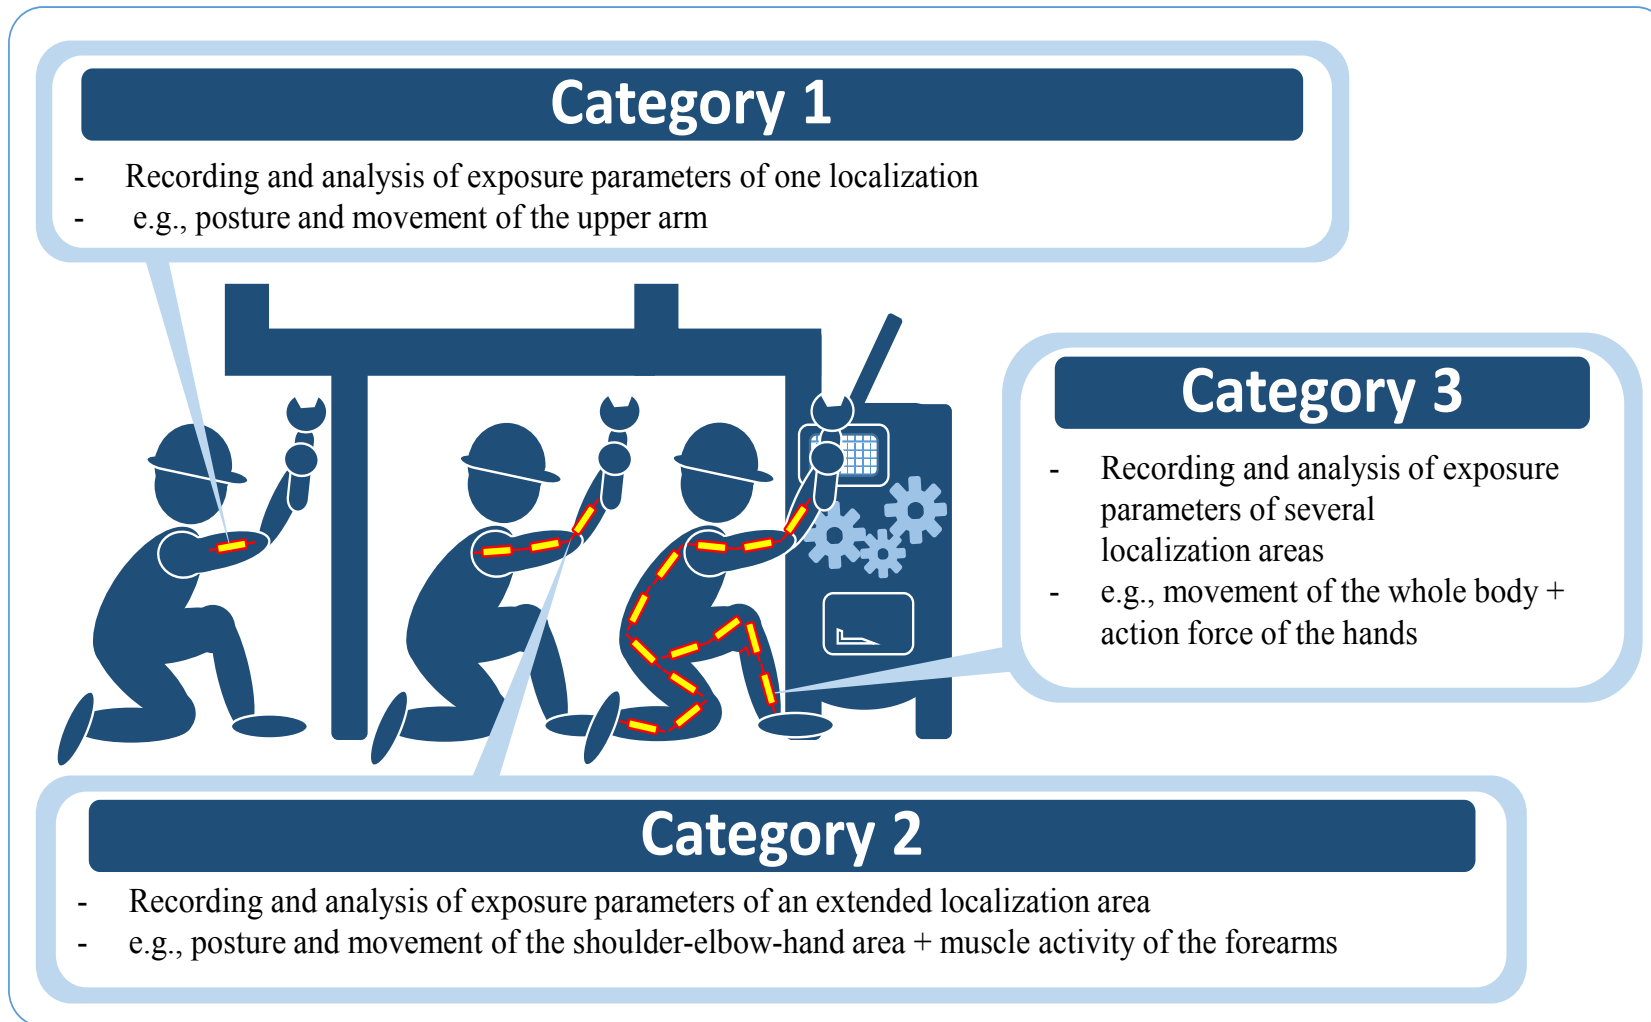 Category 1
- Recording and analysis of exposure parameters of one localization
- e.g., posture and movement of the upper arm
Category 3
- Recording and analysis of exposure
parameters of several
localization areas
- e.g., movement of the whole body +
action force of the hands
Category 2
- Recording and analysis of exposure parameters of an extended localization area
- e.g., posture and movement of the shoulder-elbow-hand area + muscle activity of the forearms